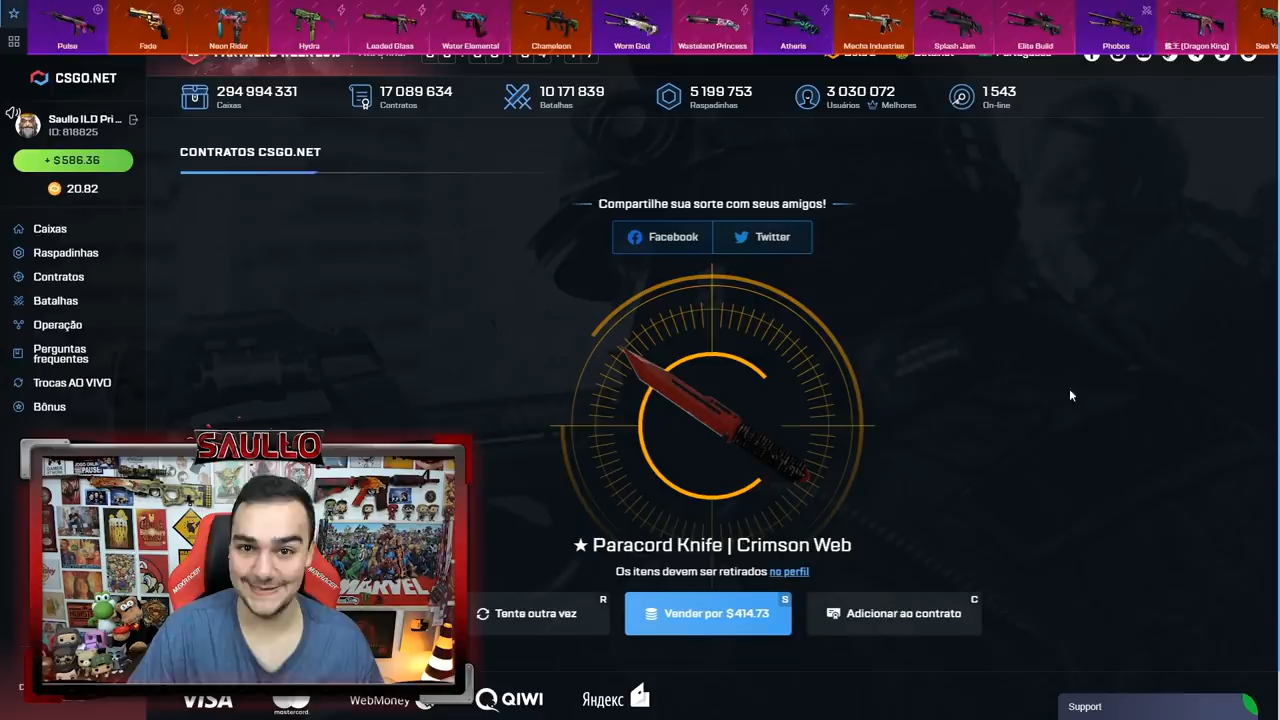 Pulse
Fade
Neon Rider
Hydra
Loaded Glass
Water Elemental
Chameleon
Worm God
Wasteland Princess
Atheris
Mecha Industries
Splash Jam
Elite Build
Phobos
龍王 (Dragon King)
CSGO.NET
294 994 331
Caixas
17 089 634
Contratos
10 171 839
Batalhas
5 199 753
Raspadinhas
3 030 072
Usuários Melhores
1 543
On-line
Saullo ILD Pri ...
ID: 818825
+ $586.36
20.82
CONTRATOS CSGO.NET
Compartilhe sua sorte com seus amigos!
Facebook
Twitter
Caixas
Raspadinhas
Contratos
Batalhas
Operação
Perguntas
frequentes
Trocas AO VIVO
Bônus
SAULLO
MARVEL
★ Paracord Knife | Crimson Web
Os itens devem ser retirados no perfil
Tente outra vez R
Vender por $414.73 S
Adicionar ao contrato C
VISA
mastercard
WebMoney
QIWI
Яндекс
Support